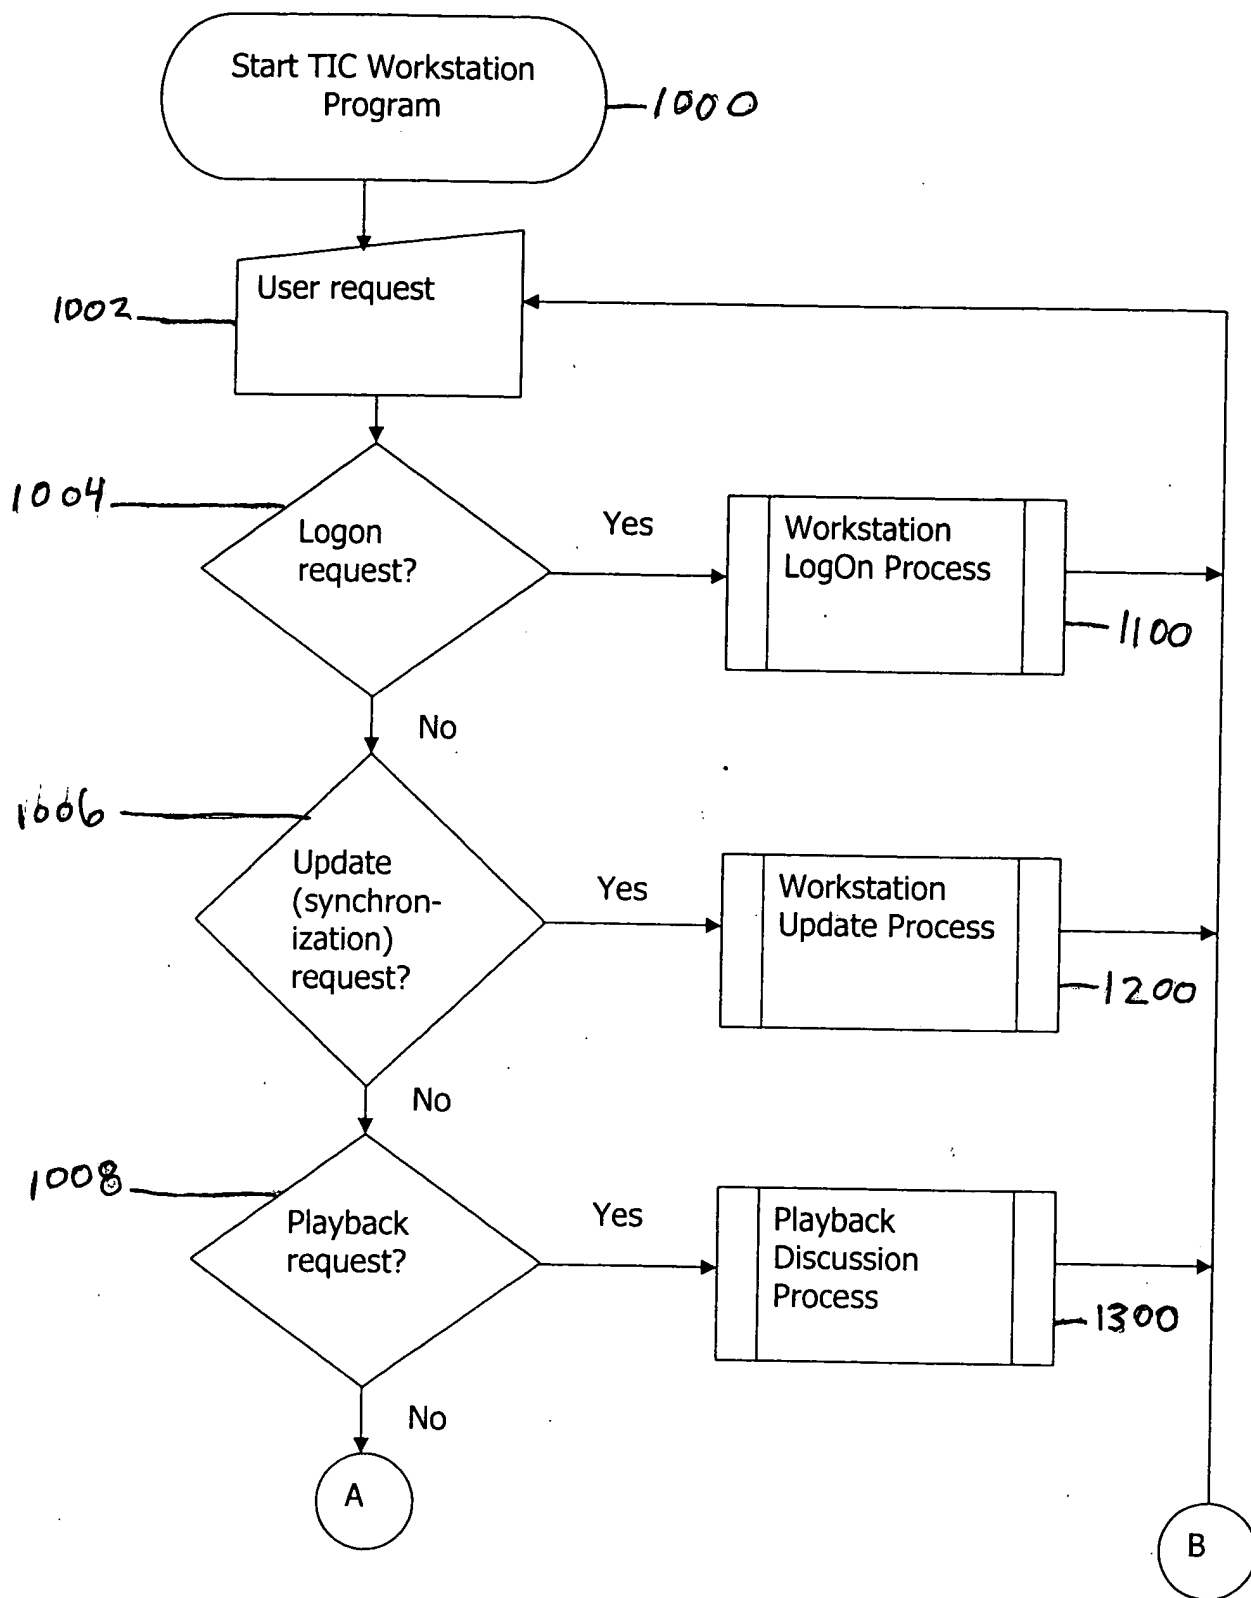 Start TIC Workstation
Program
1000
User request
1002
1004
Logon
request?
Yes
Workstation
LogOn Process
1100
No
1006
Update
(synchron-
ization)
request?
Yes
Workstation
Update Process
1200
No
1008
Playback
request?
Yes
Playback
Discussion
Process
1300
No
A
B